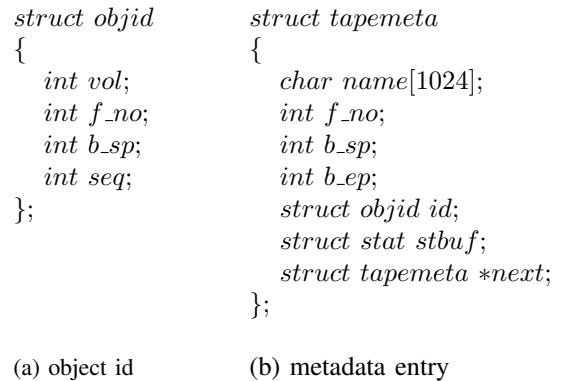 struct objid
{
int vol;
int f_no;
int b_sp;
int seq;
};
(a) object id
struct tapemeta
{
char name[1024];
int f_no;
int b_sp;
int b_ep;
struct objid id;
struct stat stbuf;
struct tapemeta *next;
};
(b) metadata entry